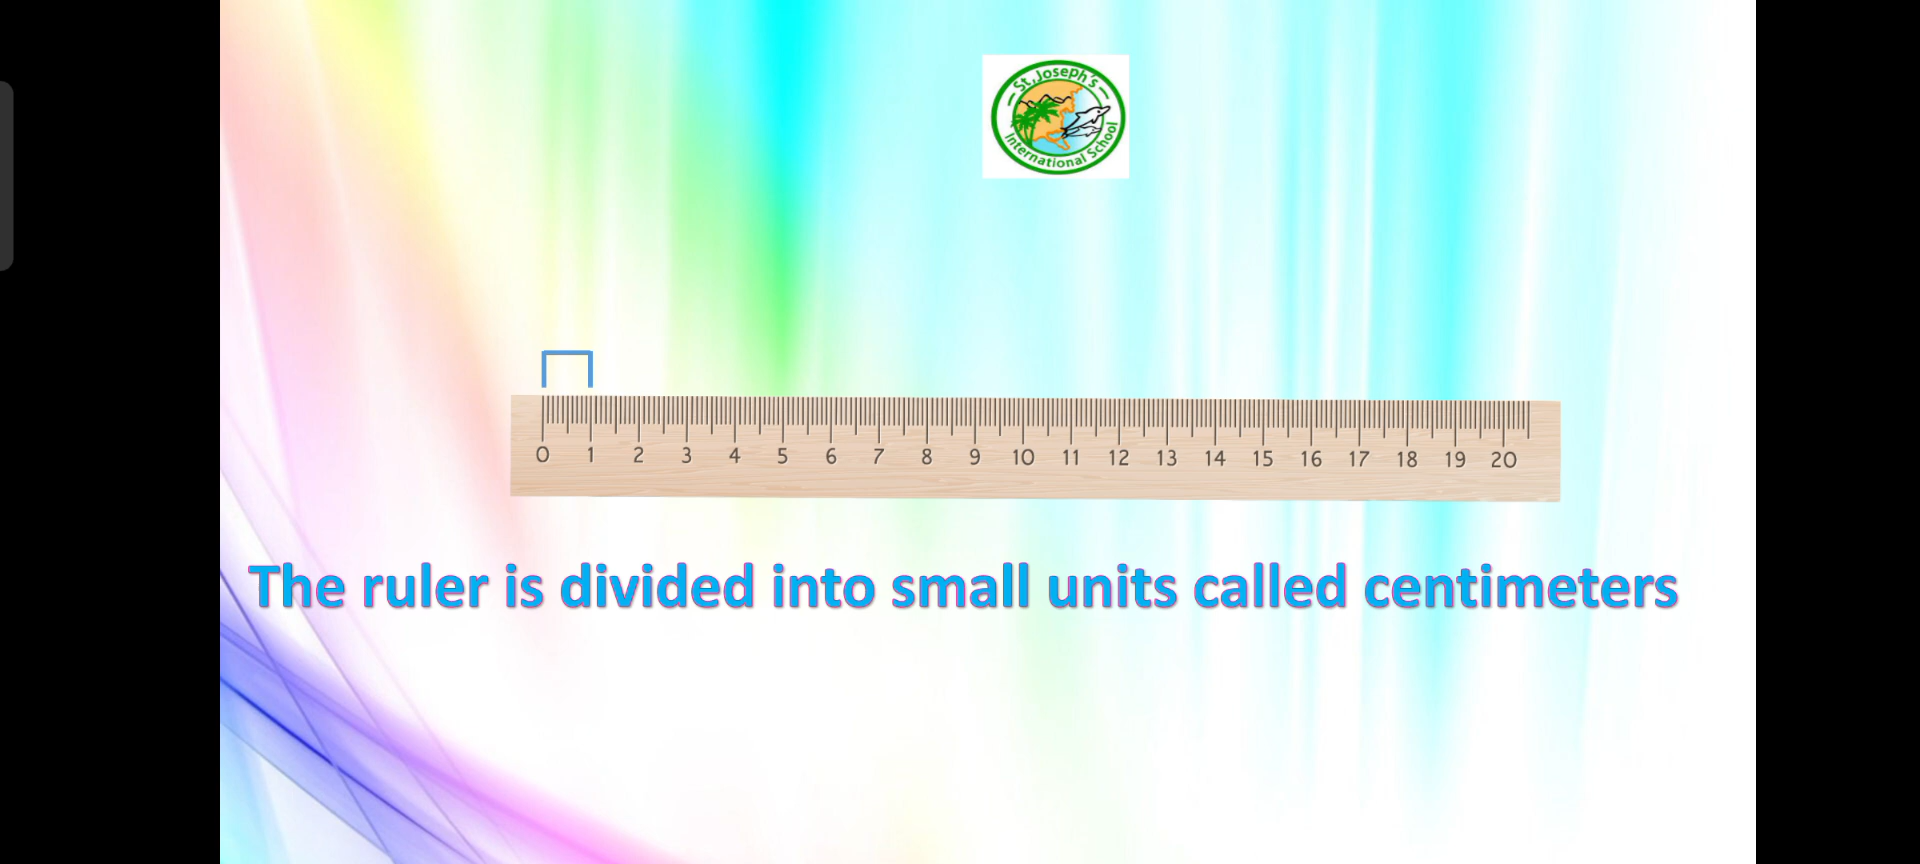 St. Joseph's
International School
0 1 2 3 4 5 6 7 8 9 10 11 12 13 14 15 16 17 18 19 20
The ruler is divided into small units called centimeters